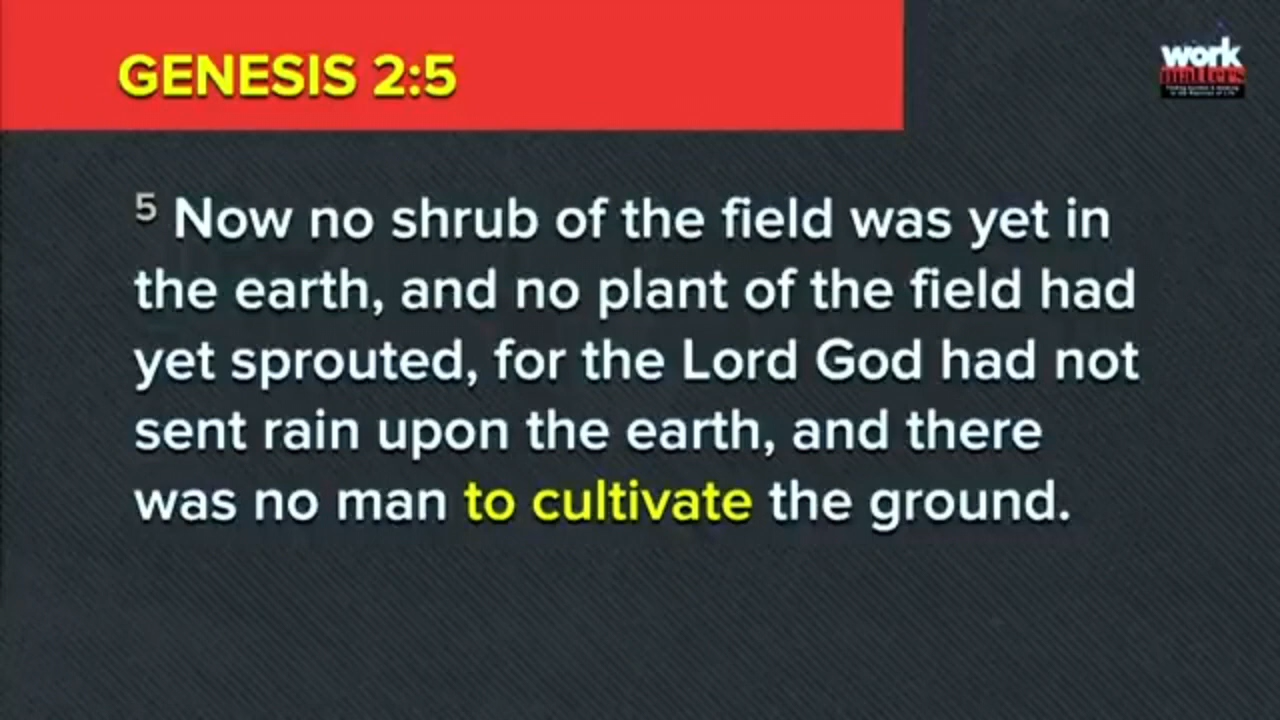 GENESIS 2:5
work
matters
5 Now no shrub of the field was yet in
the earth, and no plant of the field had
yet sprouted, for the Lord God had not
sent rain upon the earth, and there
was no man to cultivate the ground.